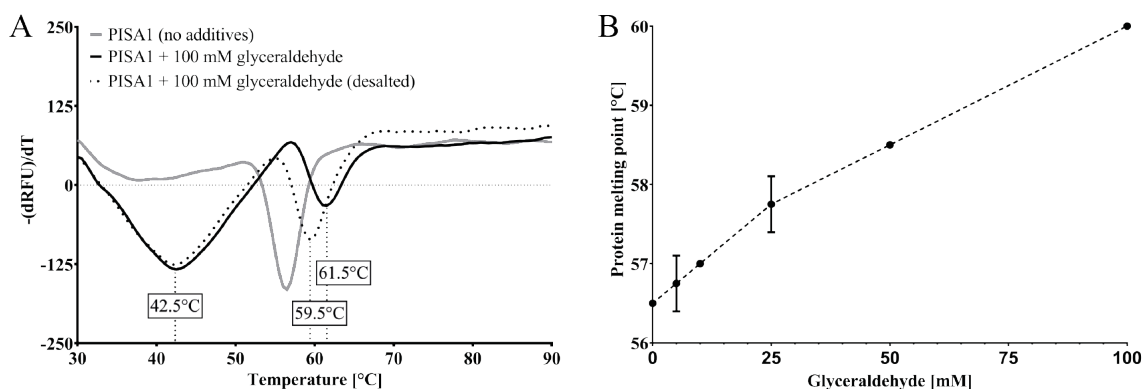 A
PISA1 (no additives)
PISA1 + 100 mM glyceraldehyde
PISA1 + 100 mM glyceraldehyde (desalted)
250
125
0
-125
-250
-(dRFU)/dT
42.5°C
61.5°C
59.5°C
30
40
50
60
70
80
90
Temperature [°C]
B
60
59
58
57
56
Protein melting point [°C]
0
25
50
75
100
Glyceraldehyde [mM]